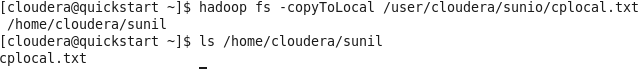 [cloudera@quickstart ~]$ hadoop fs -copyToLocal /user/cloudera/sunio/cplocal.txt
/home/cloudera/sunil
[cloudera@quickstart ~]$ ls /home/cloudera/sunil
cplocal.txt